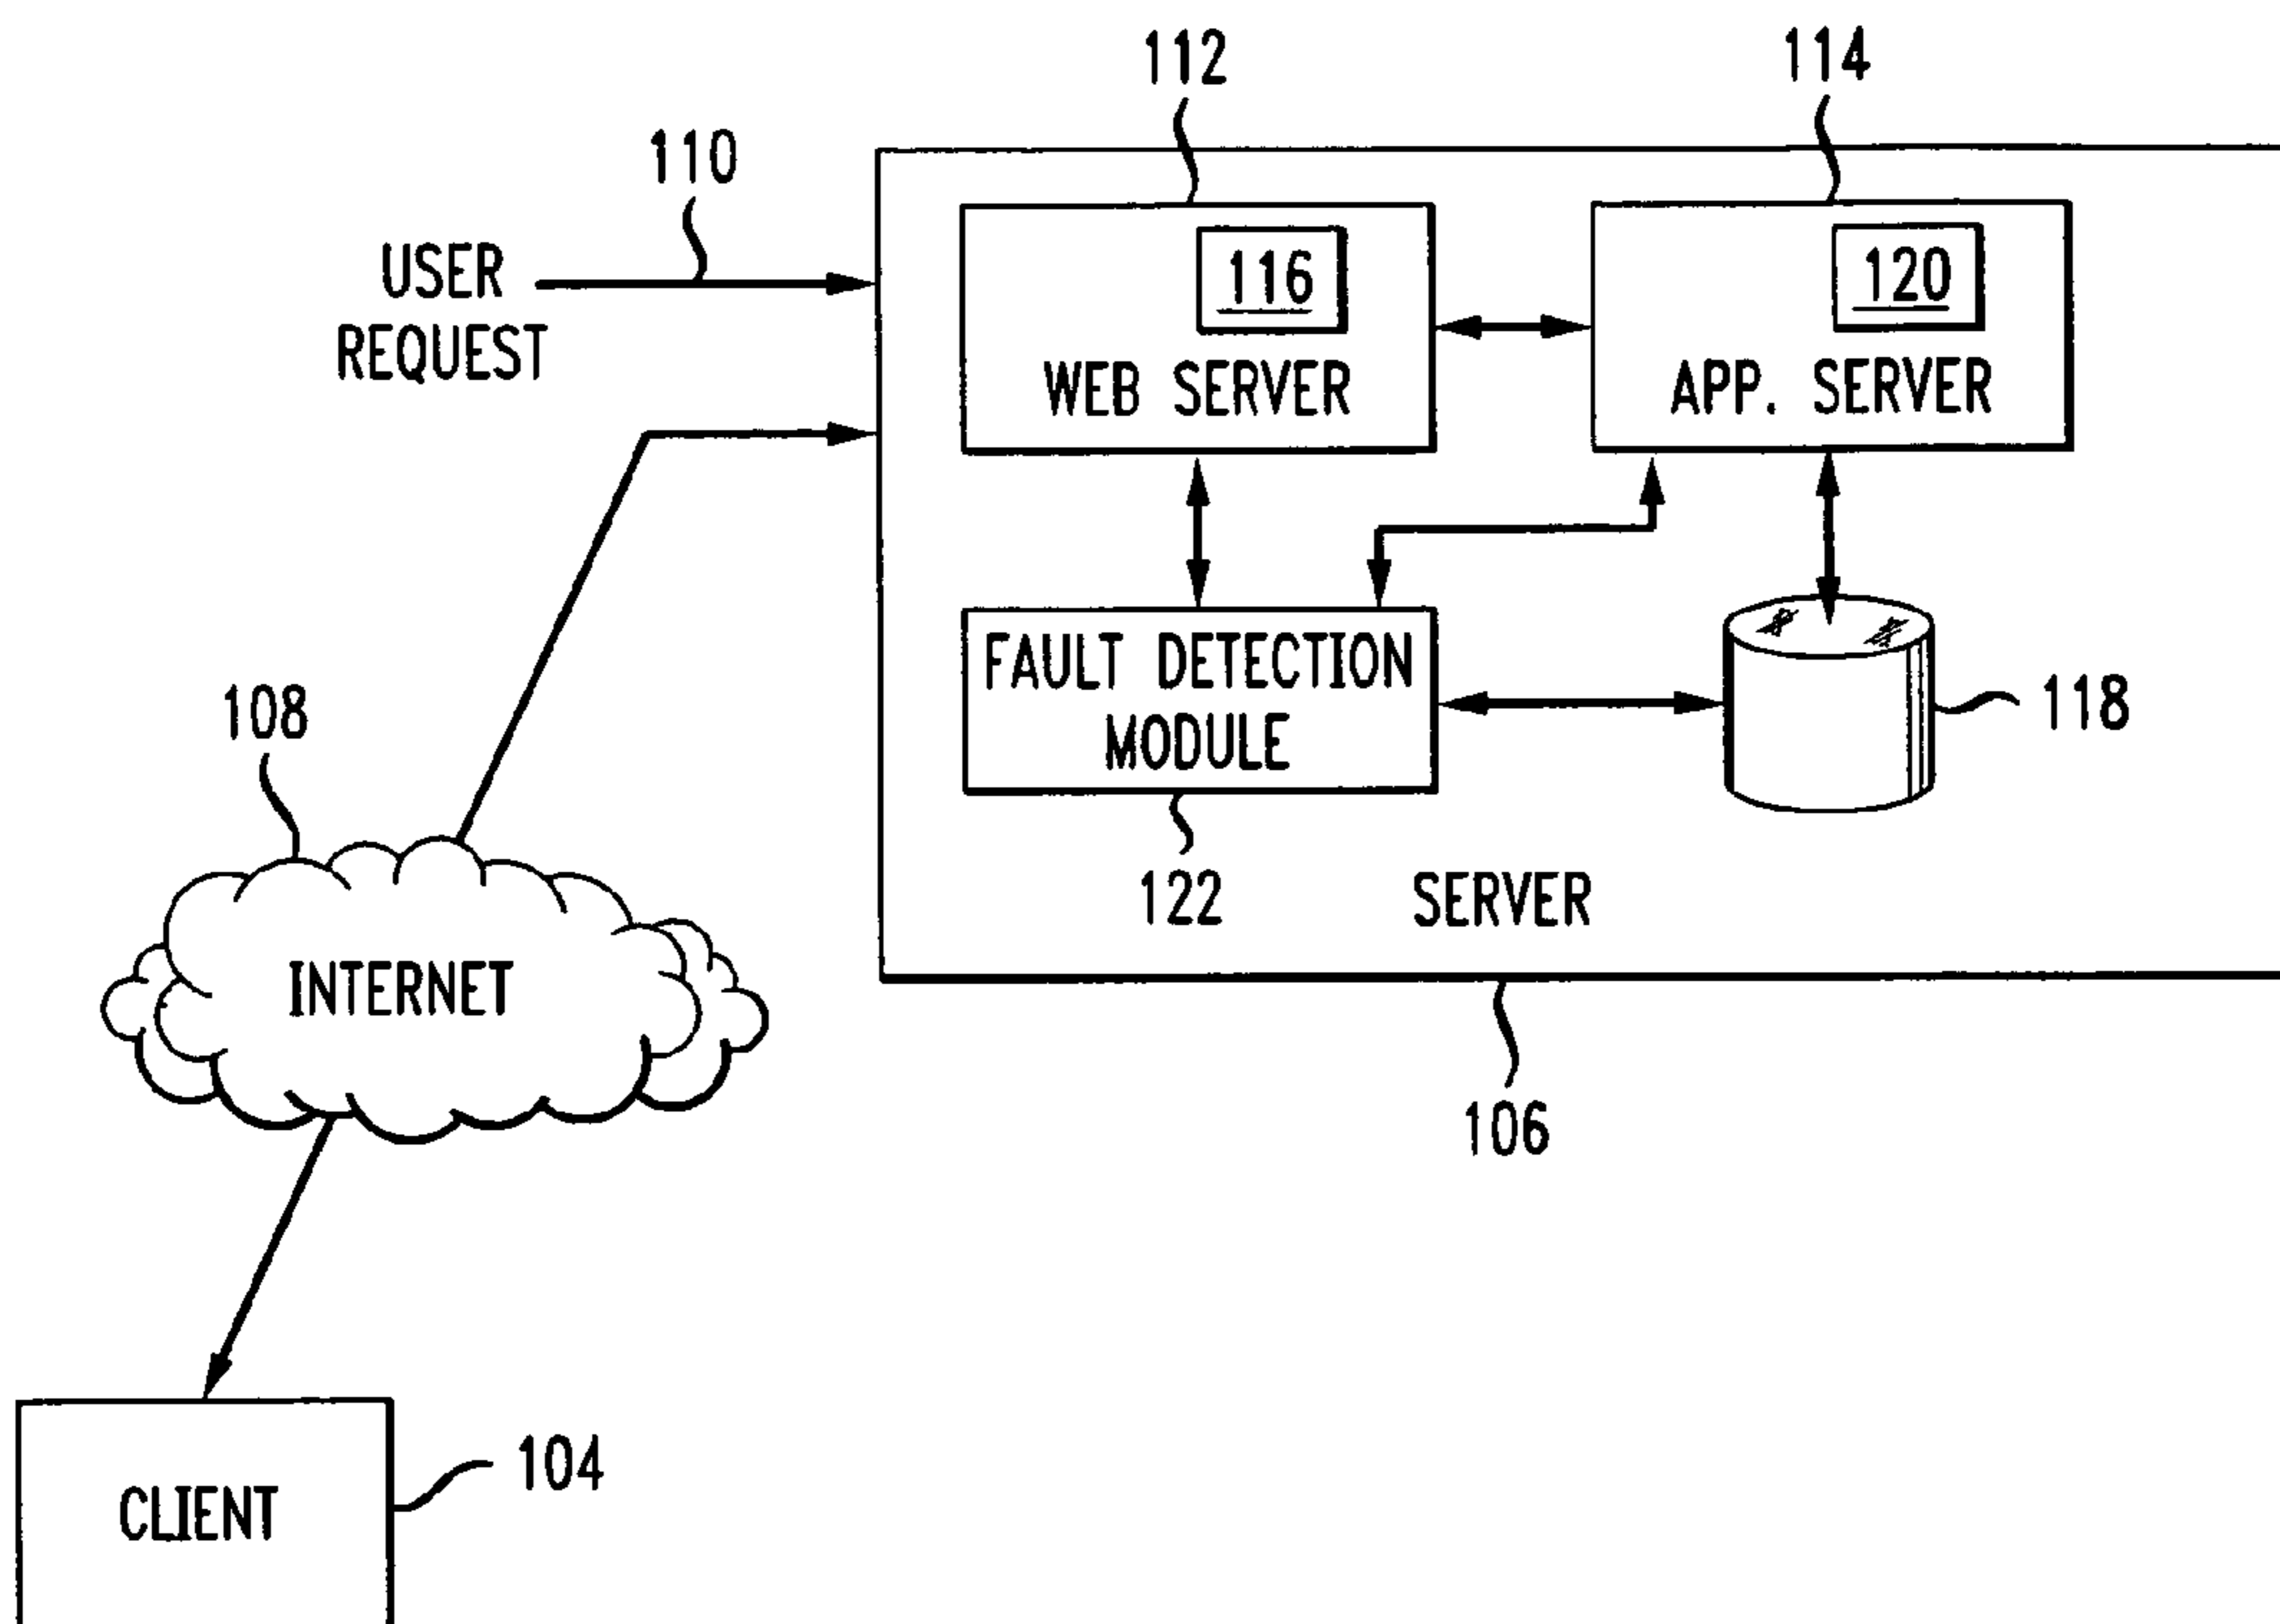 112
114
110
USER
REQUEST
116
120
WEB SERVER
APP. SERVER
FAULT DETECTION
MODULE
118
108
122
SERVER
INTERNET
106
104
CLIENT